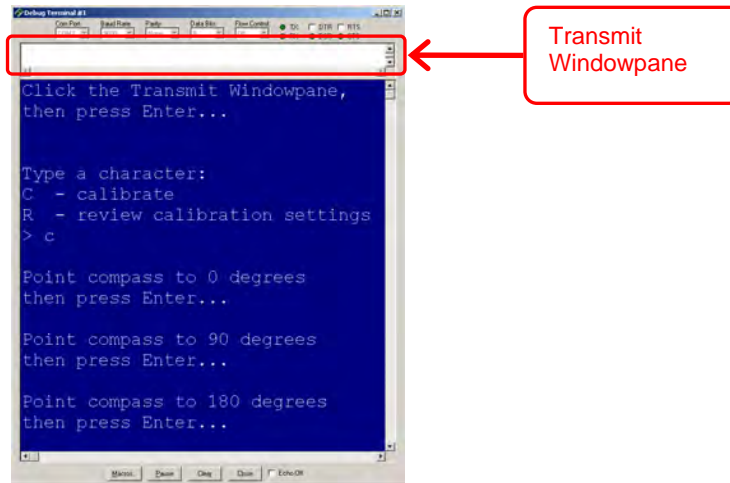 Debug Terminal #1
Com Port: Baud Rate: Parity: Data Bits: Flow Control:
TX DTR RTS
Transmit
Windowpane
Click the Transmit Windowpane,
then press Enter...
Type a character:
C - calibrate
R - review calibration settings
> c
Point compass to 0 degrees
then press Enter...
Point compass to 90 degrees
then press Enter...
Point compass to 180 degrees
then press Enter...
Macros... Pause Clear Close Echo Off